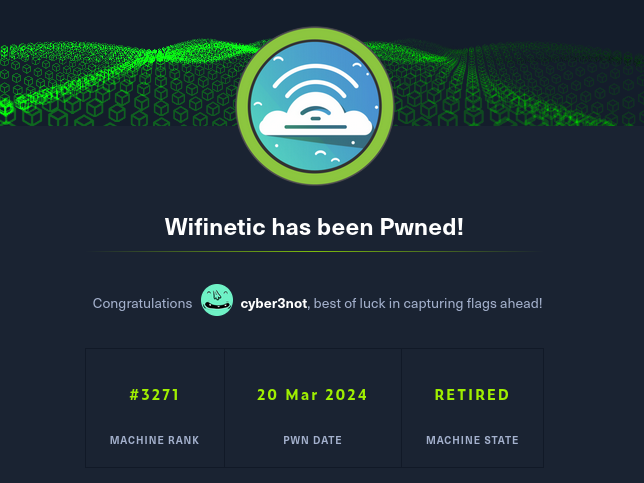 Wifinetic has been Pwned!
Congratulations cyber3not, best of luck in capturing flags ahead!
#3271 20 Mar 2024 RETIRED
MACHINE RANK PWN DATE MACHINE STATE